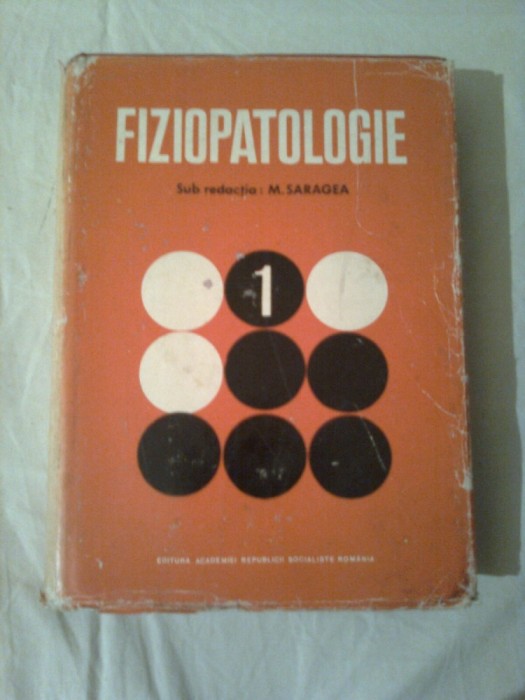 FIZIOPATOLOGIE
Sub redacția: M. SARAGEA
1
EDITURA ACADEMIEI REPUBLICII SOCIALISTE ROMÂNIA